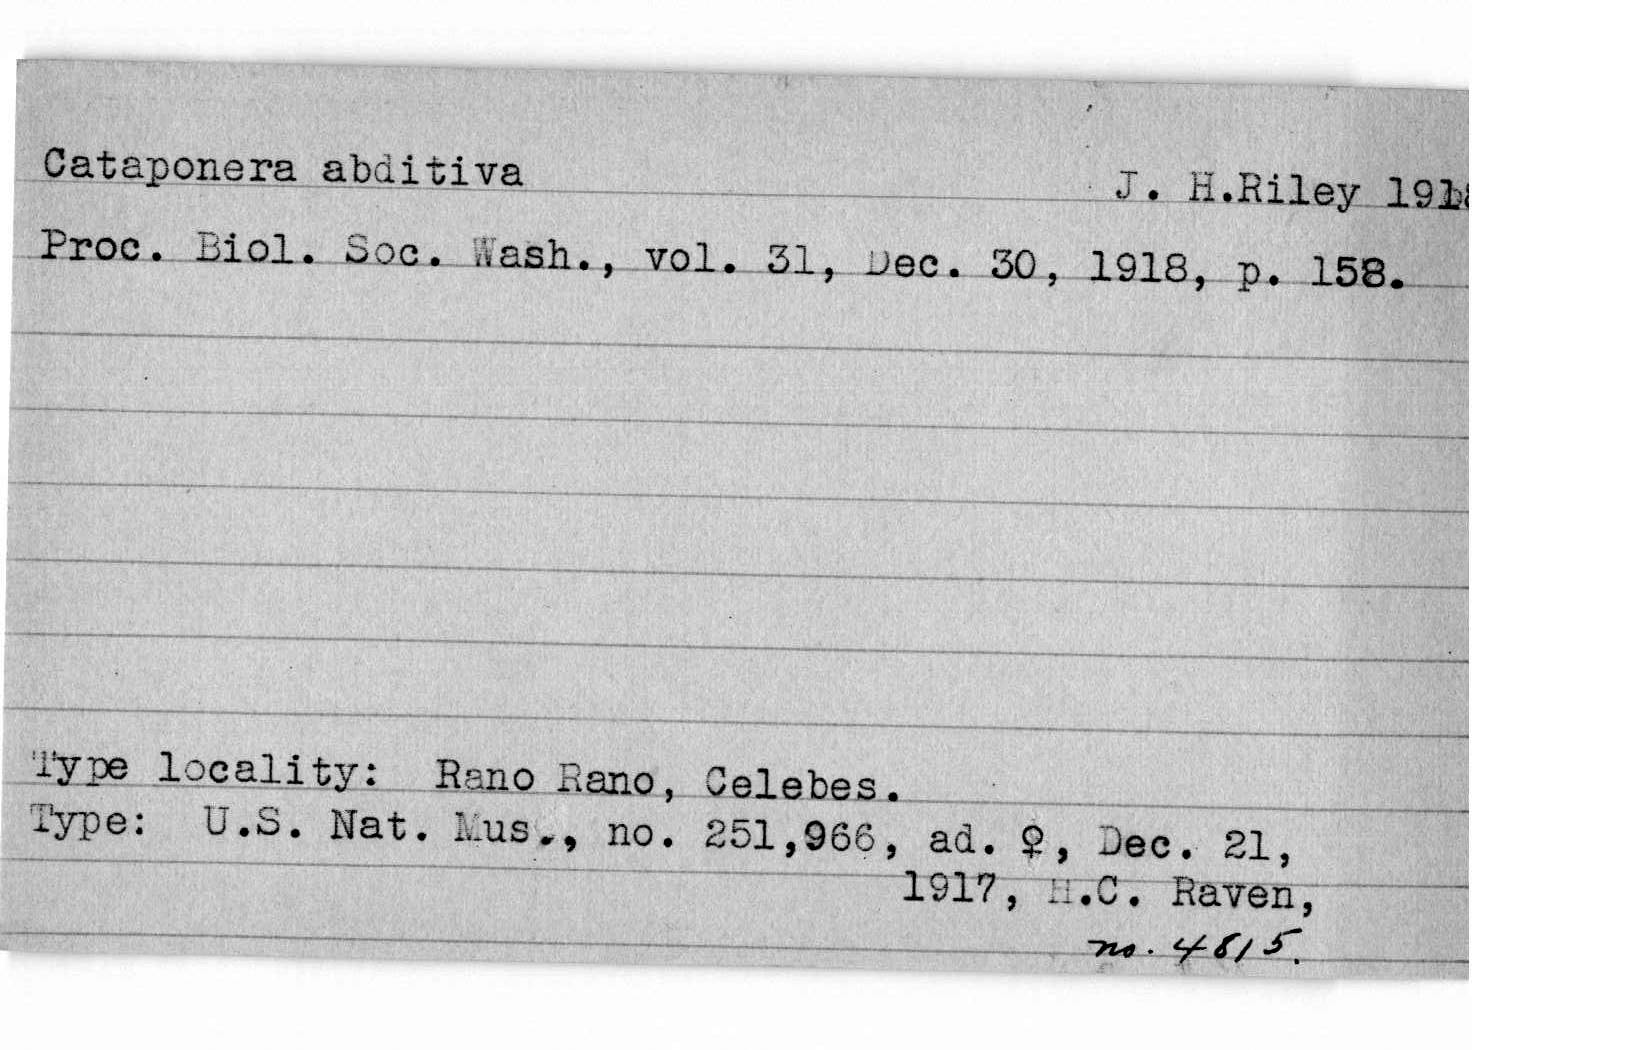 Cataponera abditiva J. H.Riley 1918
Proc. Biol. Soc. Wash., vol. 31, Dec. 30, 1918, p. 158.
Type locality: Rano Rano, Celebes.
Type: U.S. Nat. Mus., no. 251,966, ad. ♀, Dec. 21,
1917, H.C. Raven,
no. 4815.